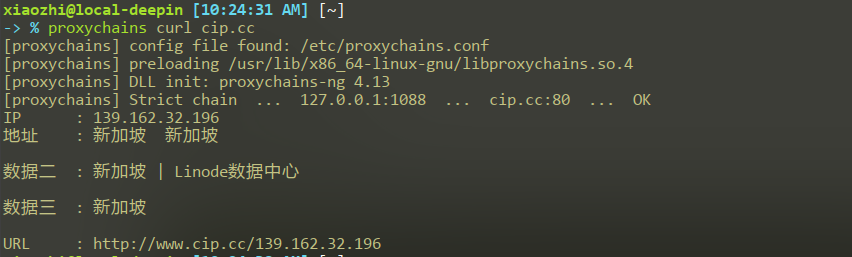 xiaozhi@local-deepin [10:24:31 AM] [~]
-> % proxychains curl cip.cc
[proxychains] config file found: /etc/proxychains.conf
[proxychains] preloading /usr/lib/x86_64-linux-gnu/libproxychains.so.4
[proxychains] DLL init: proxychains-ng 4.13
[proxychains] Strict chain  ...  127.0.0.1:1088  ...  cip.cc:80  ...  OK
IP      : 139.162.32.196
地址    : 新加坡  新加坡
数据二  : 新加坡 | Linode数据中心
数据三  : 新加坡
URL     : http://www.cip.cc/139.162.32.196